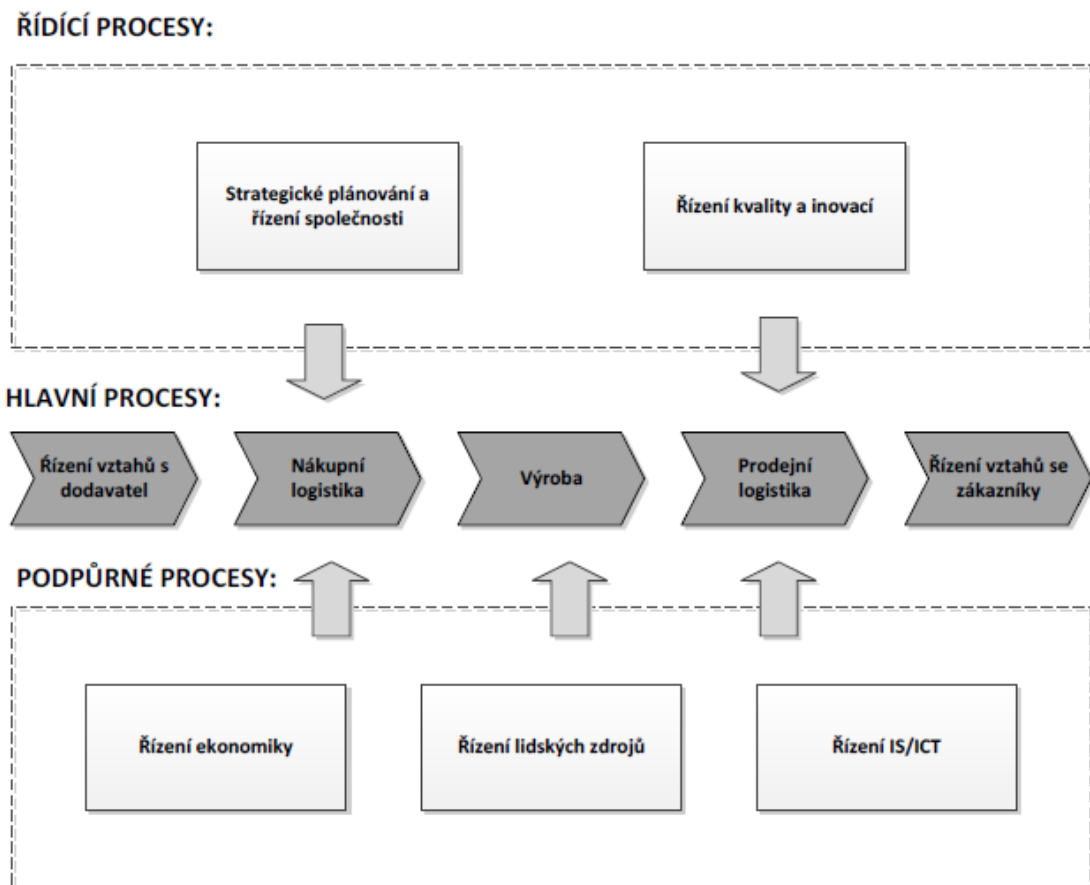 ŘÍDÍCÍ PROCESY:
Strategické plánování a
řízení společnosti
Řízení kvality a inovací
HLAVNÍ PROCESY:
Řízení vztahů s
dodavatel
Nákupní
logistika
Výroba
Prodejní
logistika
Řízení vztahů se
zákazníky
PODPŮRNÉ PROCESY:
Řízení ekonomiky
Řízení lidských zdrojů
Řízení IS/ICT